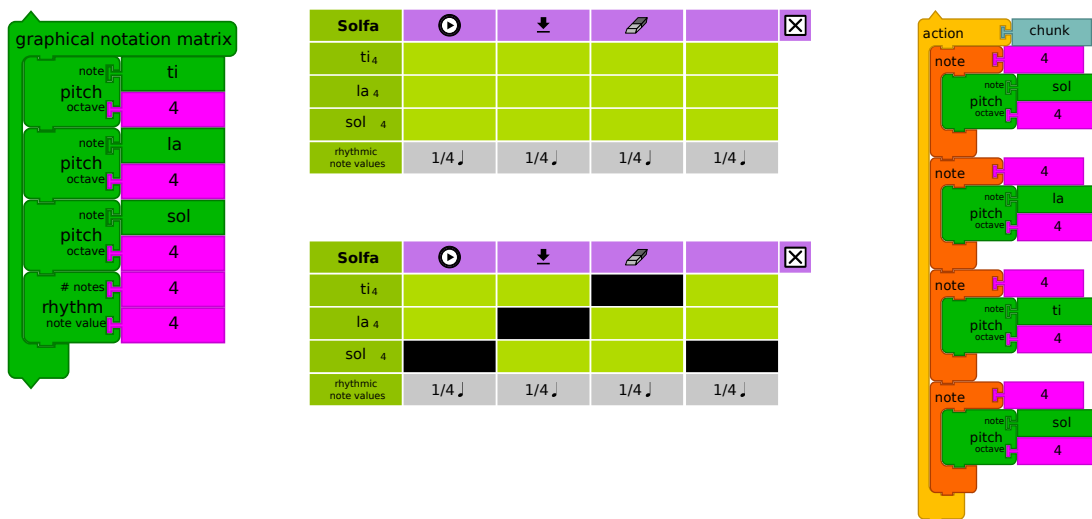 graphical notation matrix
note ti
pitch
octave 4
note la
pitch
octave 4
note sol
pitch
octave 4
# notes 4
rhythm
note value 4
Solfa
ti 4
la 4
sol 4
rhythmic
note values 1/4 ♩ 1/4 ♩ 1/4 ♩ 1/4 ♩
Solfa
ti 4
la 4
sol 4
rhythmic
note values 1/4 ♩ 1/4 ♩ 1/4 ♩ 1/4 ♩
action chunk
note 4
note sol
pitch
octave 4
note 4
note la
pitch
octave 4
note 4
note ti
pitch
octave 4
note 4
note sol
pitch
octave 4